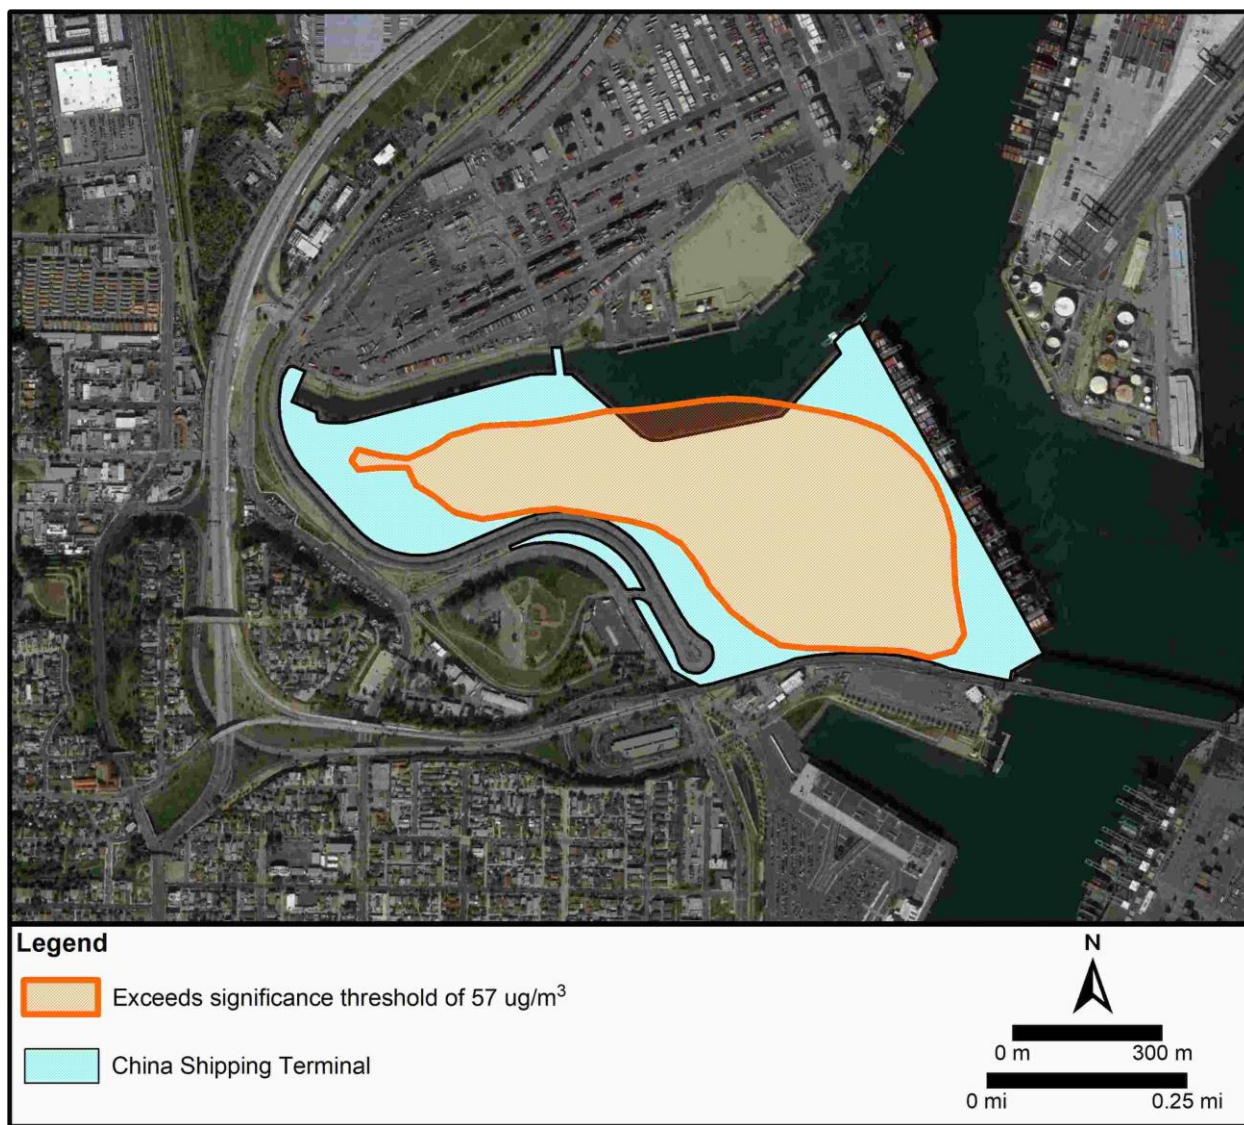 Legend
Exceeds significance threshold of 57 ug/m³
China Shipping Terminal
N
0 m 300 m
0 mi 0.25 mi